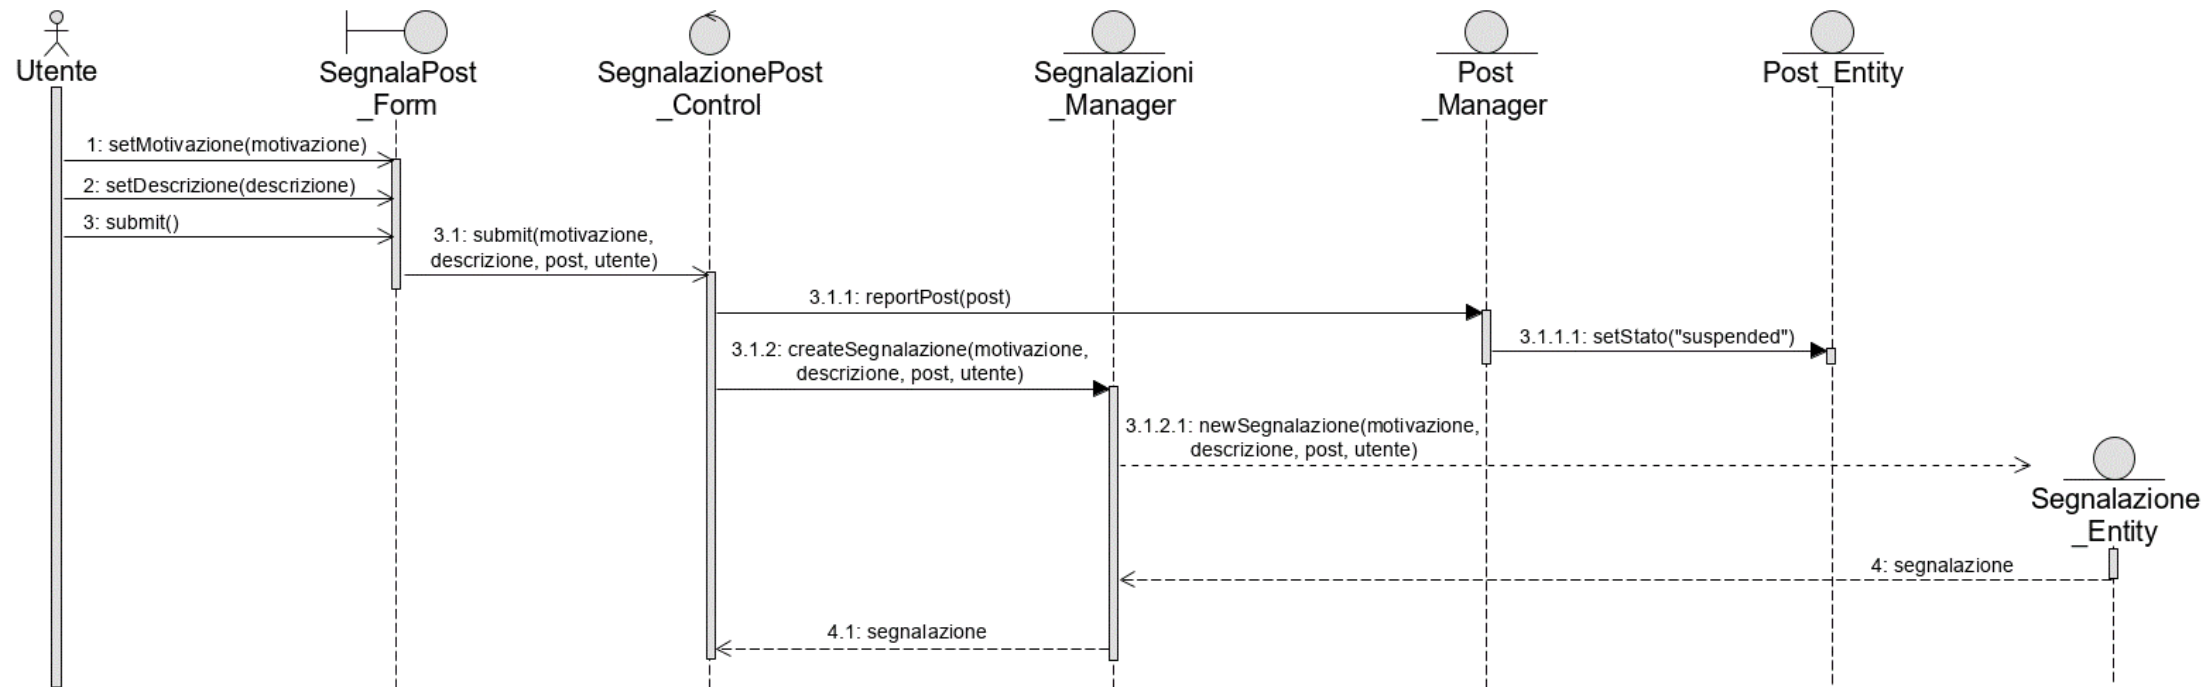 Utente
SegnalaPost
_Form
SegnalazionePost
_Control
Segnalazioni
_Manager
Post
_Manager
Post_Entity
1: setMotivazione(motivazione)
2: setDescrizione(descrizione)
3: submit()
3.1: submit(motivazione,
descrizione, post, utente)
3.1.1: reportPost(post)
3.1.1.1: setStato("suspended")
3.1.2: createSegnalazione(motivazione,
descrizione, post, utente)
3.1.2.1: newSegnalazione(motivazione,
descrizione, post, utente)
Segnalazione
_Entity
4: segnalazione
4.1: segnalazione